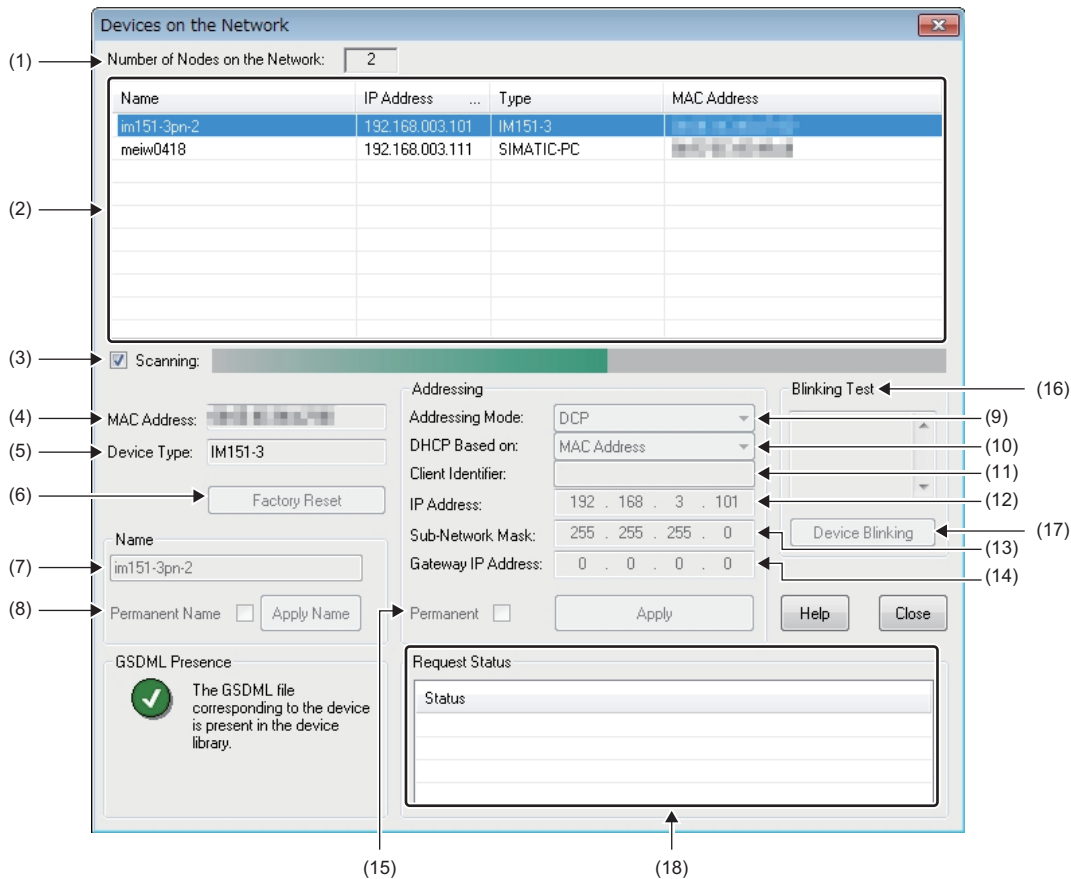 Devices on the Network
(1) Number of Nodes on the Network: 2
Name IP Address ... Type MAC Address
im151-3pn-2 192.168.003.101 IM151-3
meiw0418 192.168.003.111 SIMATIC-PC
(2)
(3) Scanning:
Addressing
Blinking Test (16)
(4) MAC Address:
Addressing Mode: DCP (9)
(5) Device Type: IM151-3
DHCP Based on: MAC Address (10)
Client Identifier: (11)
(6) Factory Reset
IP Address: 192 . 168 . 3 . 101 (12)
Sub-Network Mask: 255 . 255 . 255 . 0 (13)
Device Blinking (17)
Name
(7) im151-3pn-2
Gateway IP Address: 0 . 0 . 0 . 0 (14)
(8) Permanent Name Apply Name
Permanent Apply
Help Close
GSDML Presence
The GSDML file
corresponding to the device
is present in the device
library.
Request Status
Status
(15) (18)